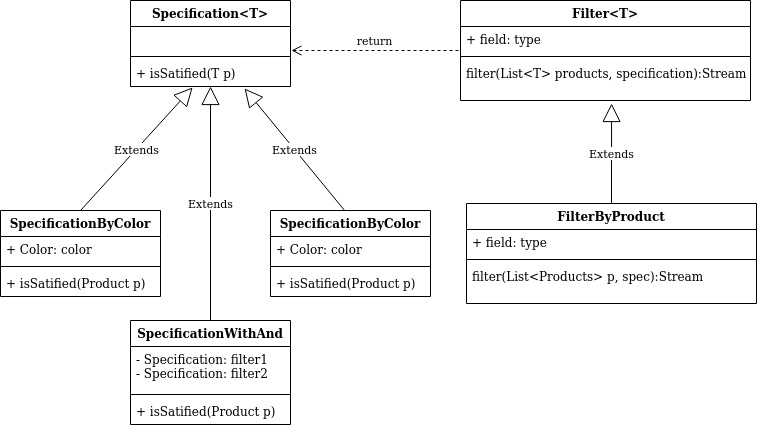 Specification<T>
+ isSatified(T p)
return
Filter<T>
+ field: type
filter(List<T> products, specification):Stream
Extends
Extends
Extends
Extends
SpecificationByColor
+ Color: color
+ isSatified(Product p)
SpecificationByColor
+ Color: color
+ isSatified(Product p)
FilterByProduct
+ field: type
filter(List<Products> p, spec):Stream
SpecificationWithAnd
- Specification: filter1
- Specification: filter2
+ isSatified(Product p)